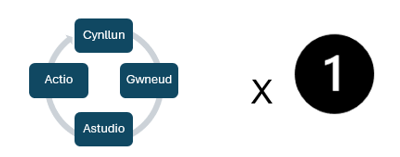 Cynllun
Actio
Gwneud
Astudio
X
1